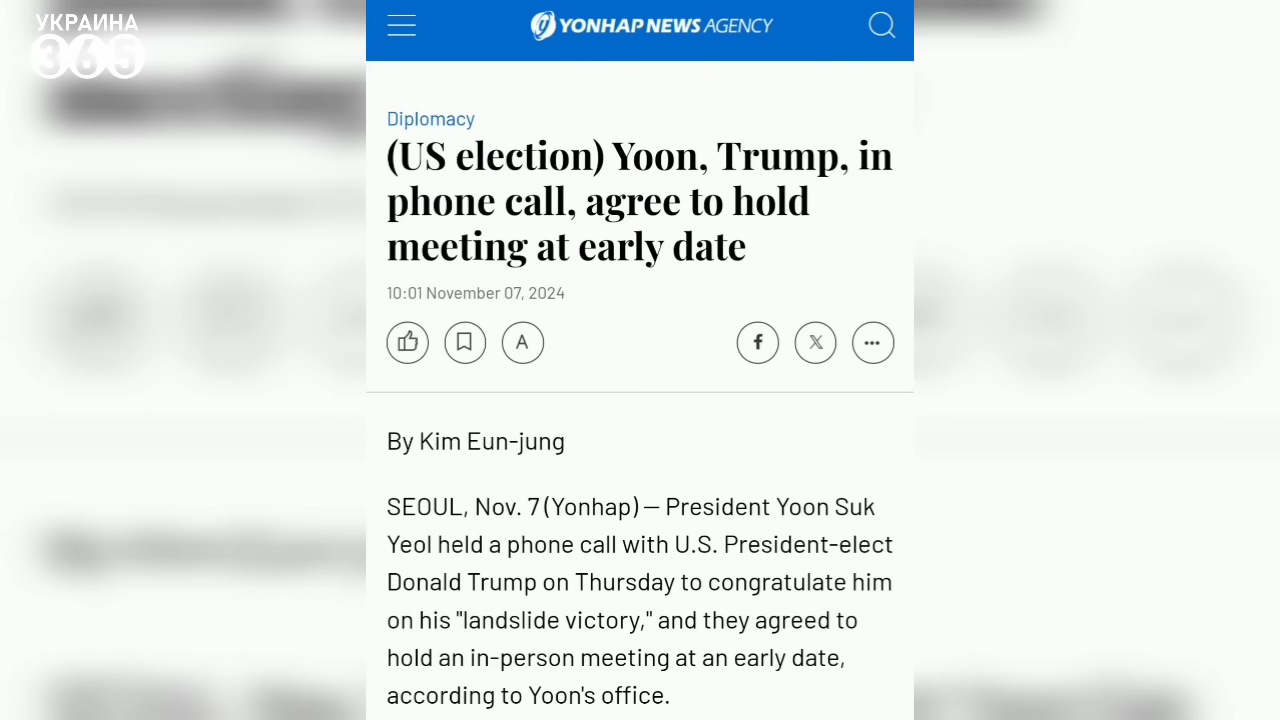 УКРАИНА
365
YONHAP NEWS AGENCY
Diplomacy
(US election) Yoon, Trump, in
phone call, agree to hold
meeting at early date
10:01 November 07, 2024
A
By Kim Eun-jung
SEOUL, Nov. 7 (Yonhap) — President Yoon Suk
Yeol held a phone call with U.S. President-elect
Donald Trump on Thursday to congratulate him
on his "landslide victory," and they agreed to
hold an in-person meeting at an early date,
according to Yoon's office.